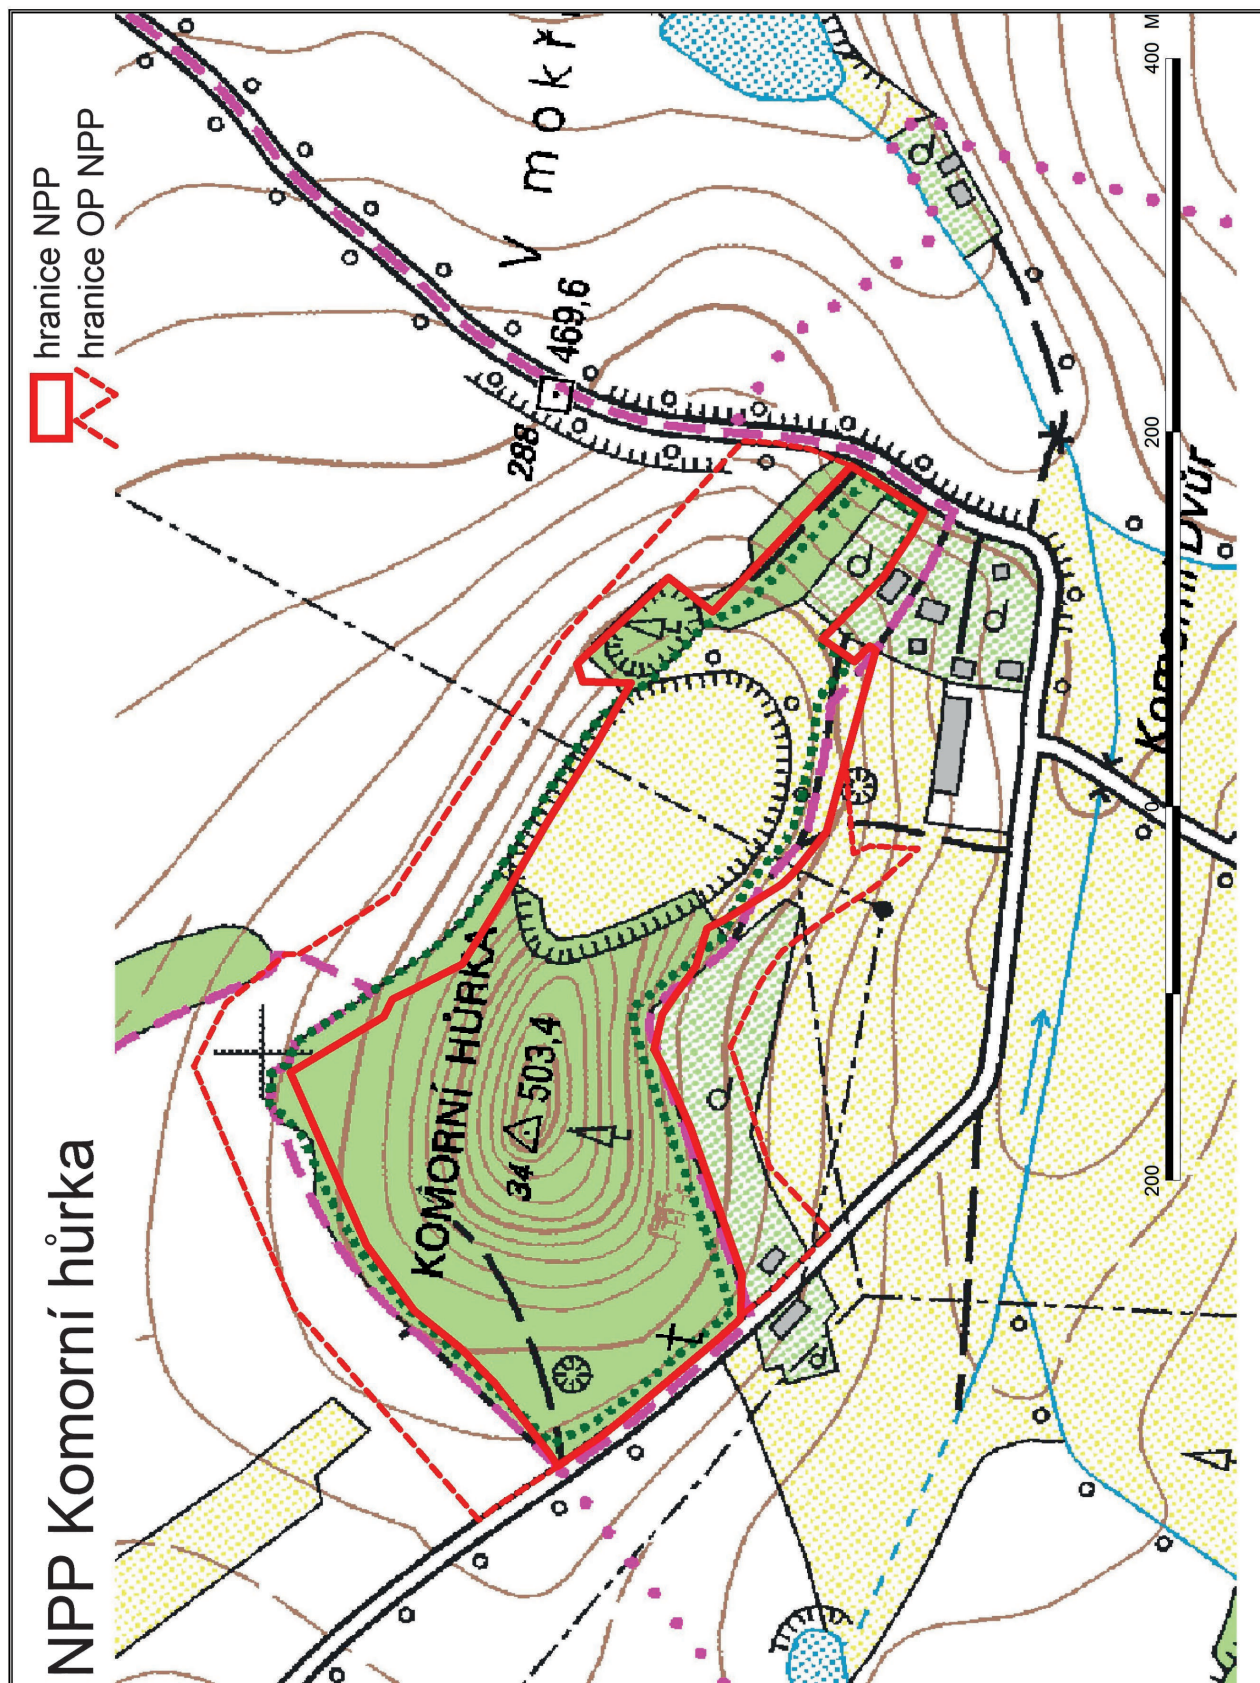 NPP Komorní hůrka
hranice NPP
hranice OP NPP
V mokř
288
469,6
KOMORNÍ HŮRKA
34 503,4
Komorní Dvůr
200
0
200
400 M